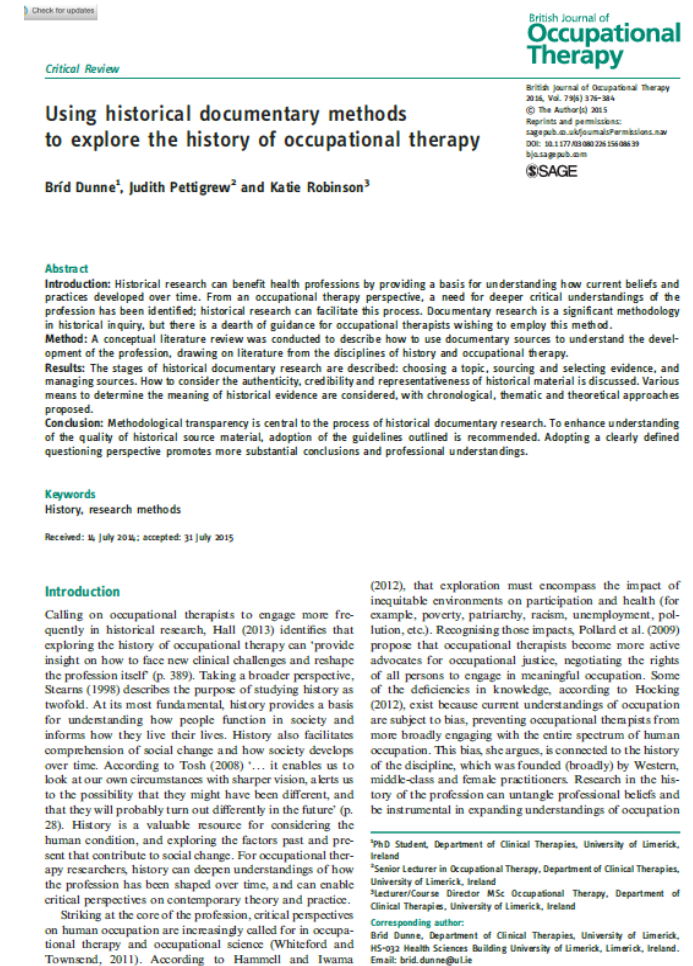 Check for updates
British Journal of
Occupational
Therapy
Critical Review
Using historical documentary methods
to explore the history of occupational therapy
British Journal of Occupational Therapy
2016, Vol. 79(6) 376–384
© The Author(s) 2015
Reprints and permissions:
sagepub.co.uk/journalsPermissions.nav
DOI: 10.1177/0308022615608639
bjo.sagepub.com
SAGE
Bríd Dunne1, Judith Pettigrew2 and Katie Robinson3
Abstract
Introduction: Historical research can benefit health professions by providing a basis for understanding how current beliefs and
practices developed over time. From an occupational therapy perspective, a need for deeper critical understandings of the
profession has been identified; historical research can facilitate this process. Documentary research is a significant methodology
in historical inquiry, but there is a dearth of guidance for occupational therapists wishing to employ this method.
Method: A conceptual literature review was conducted to describe how to use documentary sources to understand the devel-
opment of the profession, drawing on literature from the disciplines of history and occupational therapy.
Results: The stages of historical documentary research are described: choosing a topic, sourcing and selecting evidence, and
managing sources. How to consider the authenticity, credibility and representativeness of historical material is discussed. Various
means to determine the meaning of historical evidence are considered, with chronological, thematic and theoretical approaches
proposed.
Conclusion: Methodological transparency is central to the process of historical documentary research. To enhance understanding
of the quality of historical source material, adoption of the guidelines outlined is recommended. Adopting a clearly defined
questioning perspective promotes more substantial conclusions and professional understandings.
Keywords
History, research methods
Received: 14 July 2014; accepted: 31 July 2015
Introduction
Calling on occupational therapists to engage more fre-
quently in historical research, Hall (2013) identifies that
exploring the history of occupational therapy can ‘provide
insight on how to face new clinical challenges and reshape
the profession itself’ (p. 389). Taking a broader perspective,
Stearns (1998) describes the purpose of studying history as
twofold. At its most fundamental, history provides a basis
for understanding how people function in society and
informs how they live their lives. History also facilitates
comprehension of social change and how society develops
over time. According to Tosh (2008) ‘… it enables us to
look at our own circumstances with sharper vision, alerts us
to the possibility that they might have been different, and
that they will probably turn out differently in the future’ (p.
28). History is a valuable resource for considering the
human condition, and exploring the factors past and pre-
sent that contribute to social change. For occupational ther-
apy researchers, history can deepen understandings of how
the profession has been shaped over time, and can enable
critical perspectives on contemporary theory and practice.
Striking at the core of the profession, critical perspectives
on human occupation are increasingly called for in occupa-
tional therapy and occupational science (Whiteford and
Townsend, 2011). According to Hammell and Iwama
(2012), that exploration must encompass the impact of
inequitable environments on participation and health (for
example, poverty, patriarchy, racism, unemployment, pol-
lution, etc.). Recognising those impacts, Pollard et al. (2009)
propose that occupational therapists become more active
advocates for occupational justice, negotiating the rights
of all persons to engage in meaningful occupation. Some
of the deficiencies in knowledge, according to Hocking
(2012), exist because current understandings of occupation
are subject to bias, preventing occupational therapists from
more broadly engaging with the entire spectrum of human
occupation. This bias, she argues, is connected to the history
of the discipline, which was founded (broadly) by Western,
middle-class and female practitioners. Research in the his-
tory of the profession can untangle professional beliefs and
be instrumental in expanding understandings of occupation
1PhD Student, Department of Clinical Therapies, University of Limerick,
Ireland
2Senior Lecturer in Occupational Therapy, Department of Clinical Therapies,
University of Limerick, Ireland
3Lecturer/Course Director MSc Occupational Therapy, Department of
Clinical Therapies, University of Limerick, Ireland
Corresponding author:
Bríd Dunne, Department of Clinical Therapies, University of Limerick,
HS-032 Health Sciences Building University of Limerick, Limerick, Ireland.
Email: brid.dunne@ul.ie